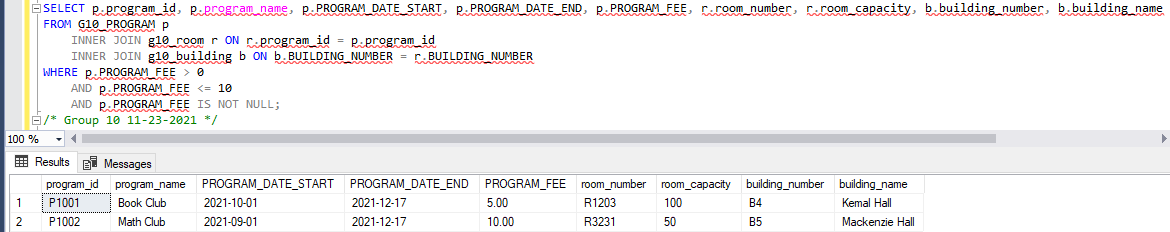 SELECT p.program_id, p.program_name, p.PROGRAM_DATE_START, p.PROGRAM_DATE_END, p.PROGRAM_FEE, r.room_number, r.room_capacity, b.building_number, b.building_name
FROM G10_PROGRAM p
INNER JOIN g10_room r ON r.program_id = p.program_id
INNER JOIN g10_building b ON b.BUILDING_NUMBER = r.BUILDING_NUMBER
WHERE p.PROGRAM_FEE > 0
AND p.PROGRAM_FEE <= 10
AND p.PROGRAM_FEE IS NOT NULL;
/* Group 10 11-23-2021 */
100 %
Results Messages
program_id program_name PROGRAM_DATE_START PROGRAM_DATE_END PROGRAM_FEE room_number room_capacity building_number building_name
1 P1001 Book Club 2021-10-01 2021-12-17 5.00 R1203 100 B4 Kemal Hall
2 P1002 Math Club 2021-09-01 2021-12-17 10.00 R3231 50 B5 Mackenzie Hall